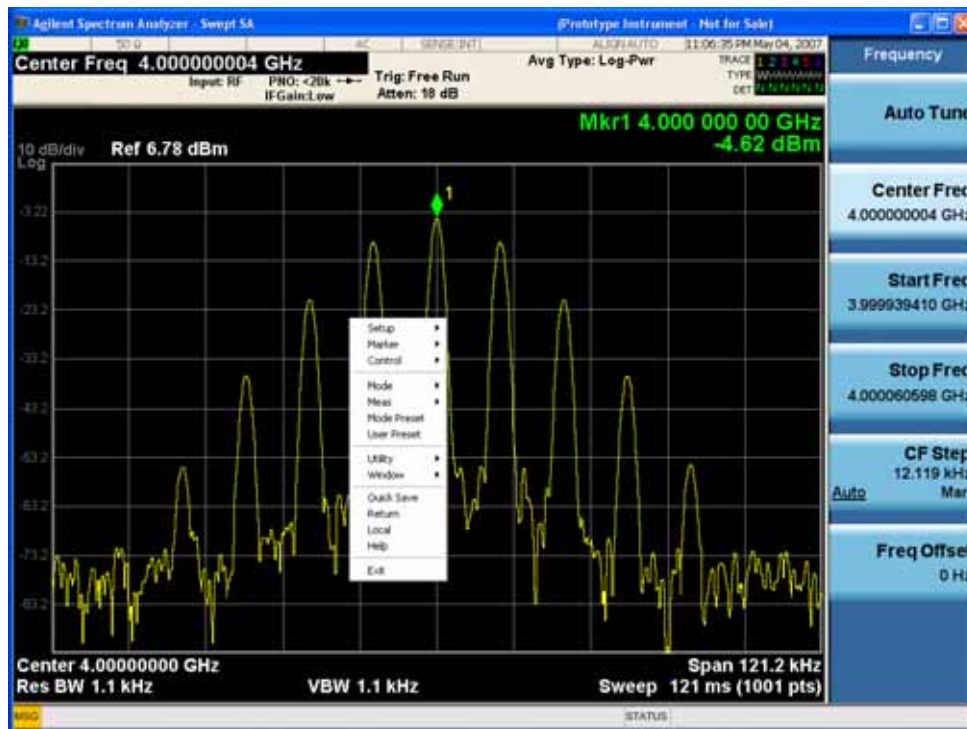 Agilent Spectrum Analyzer - Swept SA
(Prototype Instrument - Not for Sale)
50 Ω AC SENSE:INT ALIGN AUTO 11:06:35 PM May 04, 2007
Center Freq 4.000000004 GHz
Input: RF PNO: <20k
IFGain:Low
Trig: Free Run
Atten: 18 dB
Avg Type: Log-Pwr
TRACE 1 2 3 4 5 6
TYPE
DET N N N N N N
Mkr1 4.000 000 00 GHz
-4.62 dBm
10 dB/div Ref 6.78 dBm
Log
1
-3.22
-13.2
-23.2
-33.2
-43.2
-53.2
-63.2
-73.2
-83.2
Setup
Marker
Control
Mode
Meas
Mode Preset
User Preset
Utility
Window
Quick Save
Return
Local
Help
Exit
Center 4.00000000 GHz
Span 121.2 kHz
Res BW 1.1 kHz
VBW 1.1 kHz
Sweep 121 ms (1001 pts)
MSG
STATUS
Frequency
Auto Tune
Center Freq
4.000000004 GHz
Start Freq
3.999939410 GHz
Stop Freq
4.000060598 GHz
CF Step
12.119 kHz
Auto Man
Freq Offset
0 Hz